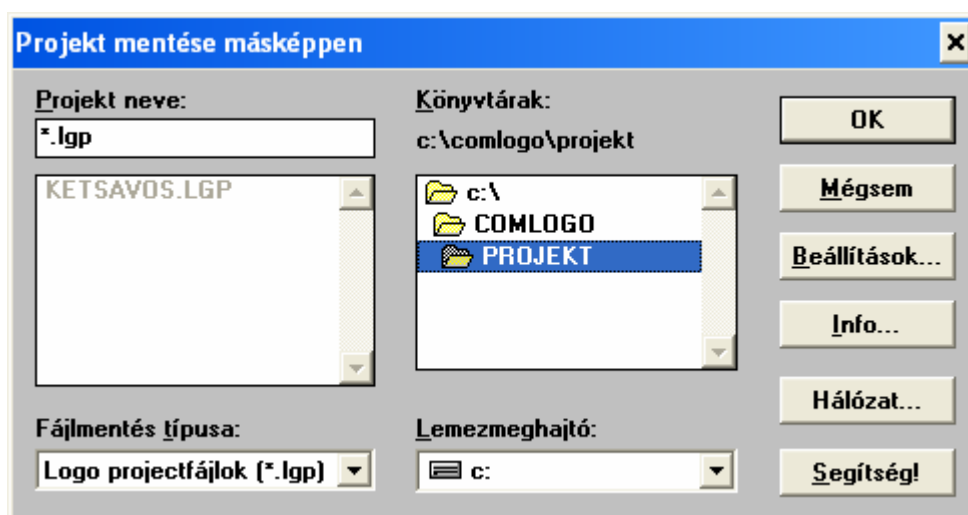 Projekt mentése másképpen
Projekt neve:
*.lgp
KETSAVOS.LGP
Fájlmentés típusa:
Logo projectfájlok (*.lgp)
Könyvtárak:
c:\comlogo\projekt
c:\
COMLOGO
PROJEKT
Lemezmeghajtó:
c:
OK
Mégsem
Beállítások...
Info...
Hálózat...
Segítség!